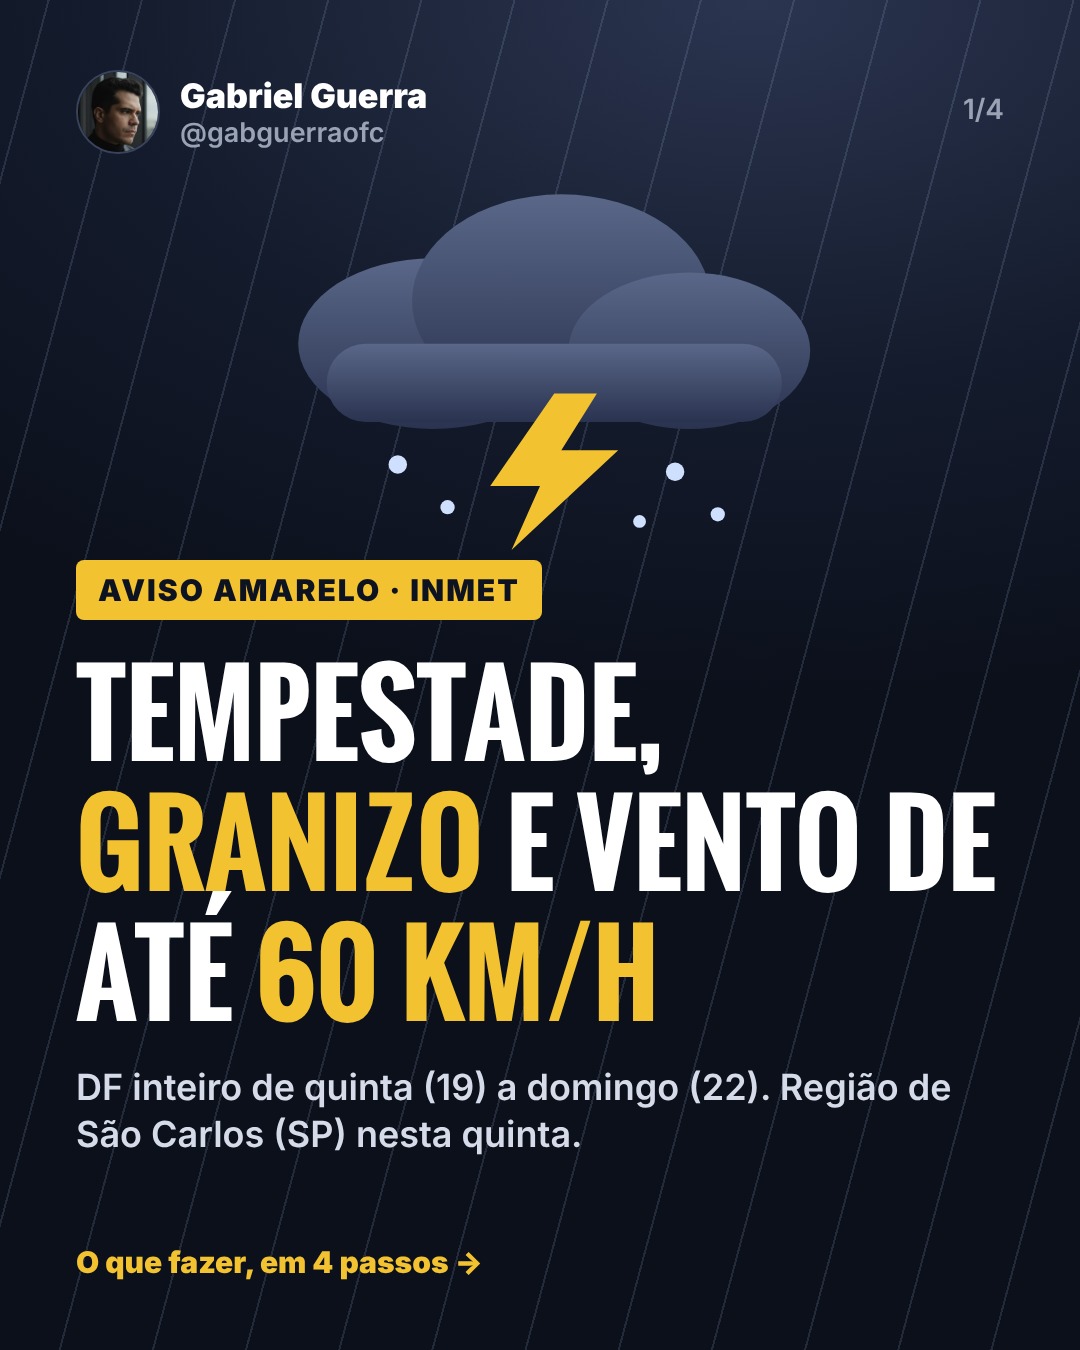 Gabriel Guerra
@gabguerraofc
1/4
AVISO AMARELO · INMET
TEMPESTADE,
GRANIZO E VENTO DE
ATÉ 60 KM/H
DF inteiro de quinta (19) a domingo (22). Região de
São Carlos (SP) nesta quinta.
O que fazer, em 4 passos →